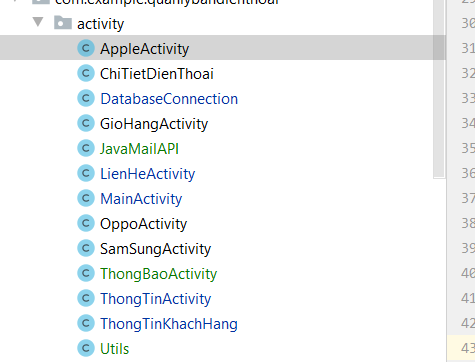 com.example.quanlybandienthoai
activity
AppleActivity
ChiTietDienThoai
DatabaseConnection
GioHangActivity
JavaMailAPI
LienHeActivity
MainActivity
OppoActivity
SamSungActivity
ThongBaoActivity
ThongTinActivity
ThongTinKhachHang
Utils
30
31
32
33
34
35
36
37
38
39
40
41
42
43